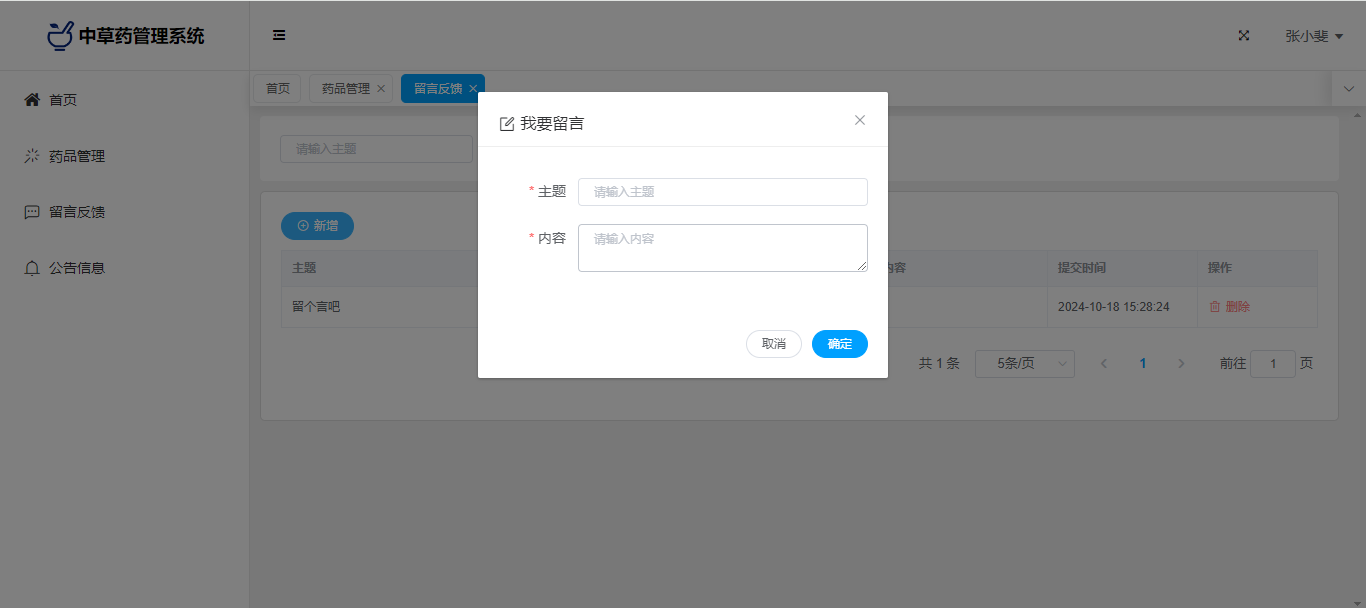 中草药管理系统
张小斐
首页
药品管理
留言反馈
公告信息
首页
药品管理
留言反馈
请输入主题
新增
主题
内容
提交时间
操作
留个言吧
2024-10-18 15:28:24
删除
共 1 条
5条/页
1
前往
1
页
我要留言
* 主题
请输入主题
* 内容
请输入内容
取消
确定